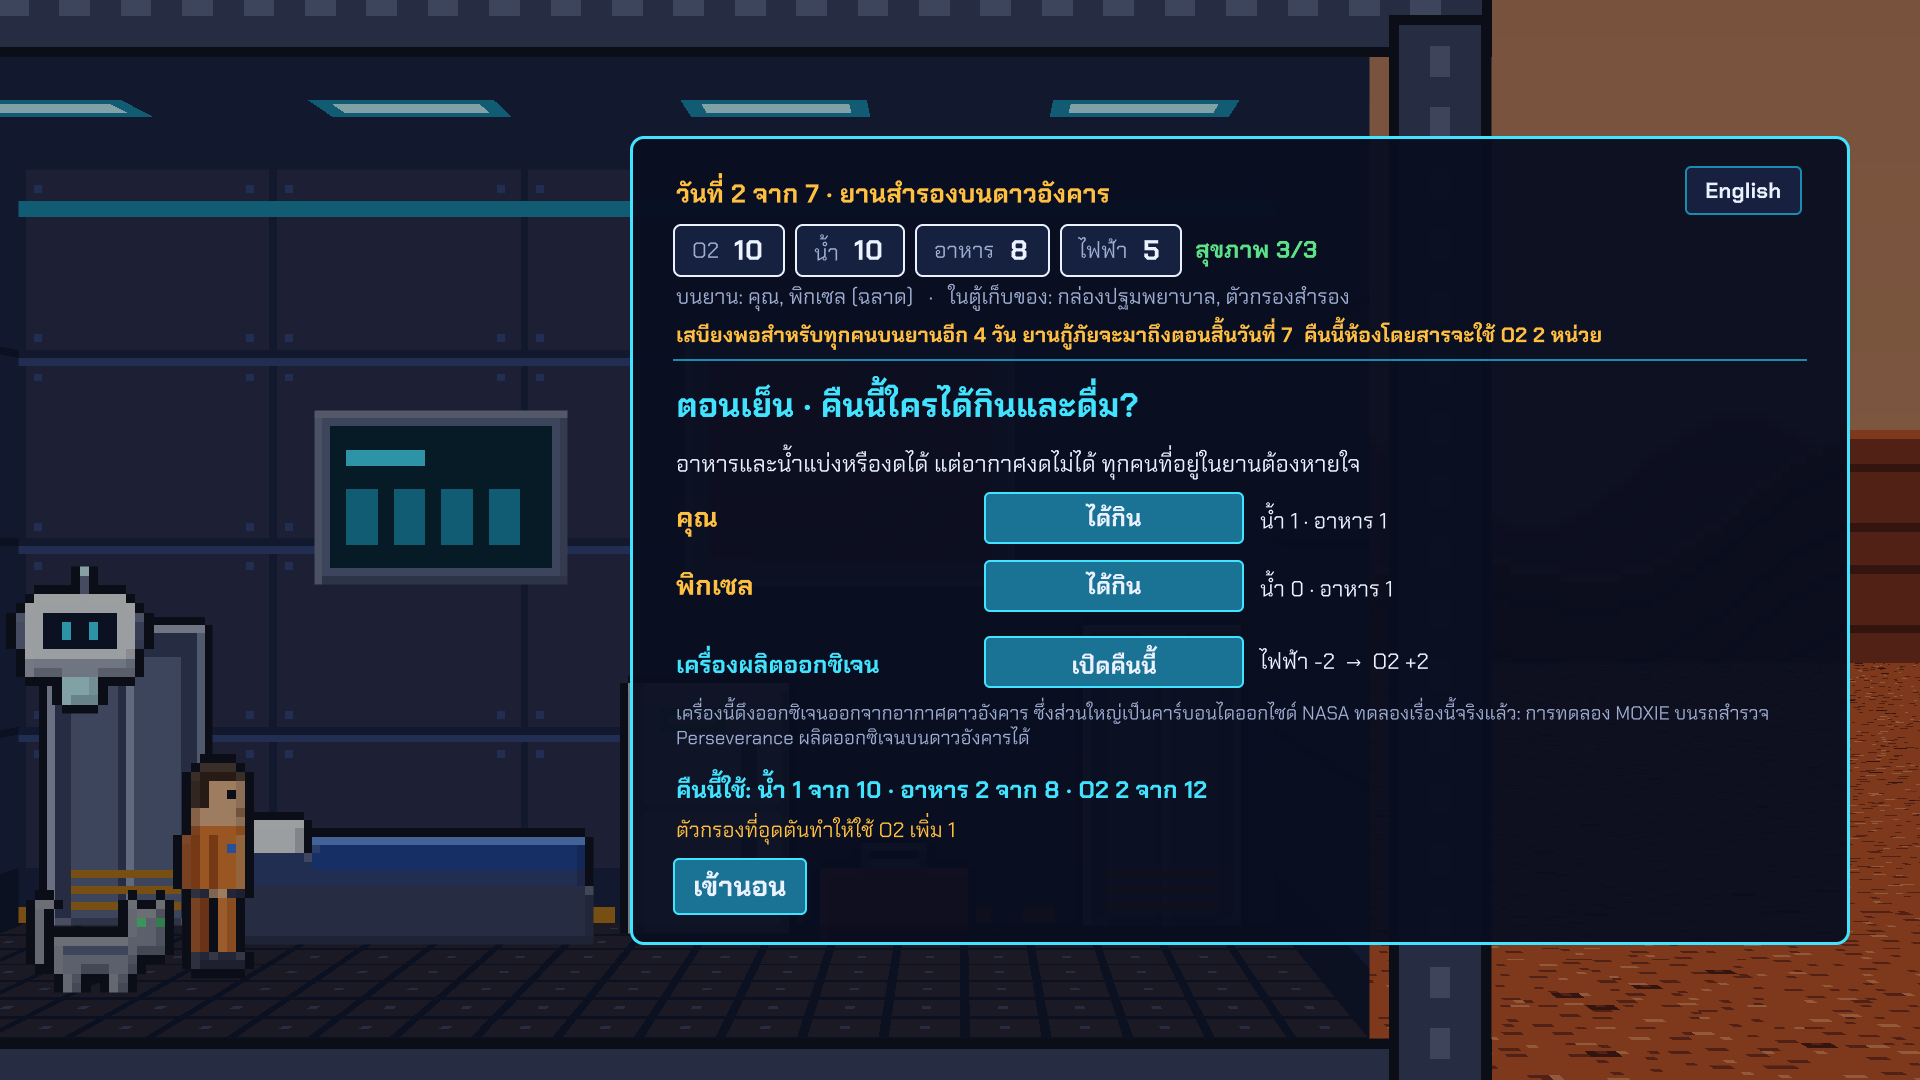 วันที่ 2 จาก 7 · ยานสำรองบนดาวอังคาร
English
O2 10 น้ำ 10 อาหาร 8 ไฟฟ้า 5 สุขภาพ 3/3
บนยาน: คุณ, พิกเซล (ฉลาด) · ในตู้เก็บของ: กล่องปฐมพยาบาล, ตัวกรองสำรอง
เสบียงพอสำหรับทุกคนบนยานอีก 4 วัน ยานกู้ภัยจะมาถึงตอนสิ้นวันที่ 7 คืนนี้ห้องโดยสารจะใช้ O2 2 หน่วย
ตอนเย็น · คืนนี้ใครได้กินและดื่ม?
อาหารและน้ำแบ่งหรืองดได้ แต่อากาศงดไม่ได้ ทุกคนที่อยู่ในยานต้องหายใจ
คุณ ได้กิน น้ำ 1 · อาหาร 1
พิกเซล ได้กิน น้ำ 0 · อาหาร 1
เครื่องผลิตออกซิเจน เปิดคืนนี้ ไฟฟ้า -2 → O2 +2
เครื่องนี้ดึงออกซิเจนออกจากอากาศดาวอังคาร ซึ่งส่วนใหญ่เป็นคาร์บอนไดออกไซด์ NASA ทดลองเรื่องนี้จริงแล้ว: การทดลอง MOXIE บนรถสำรวจ
Perseverance ผลิตออกซิเจนบนดาวอังคารได้
คืนนี้ใช้: น้ำ 1 จาก 10 · อาหาร 2 จาก 8 · O2 2 จาก 12
ตัวกรองที่อุดตันทำให้ใช้ O2 เพิ่ม 1
เข้านอน